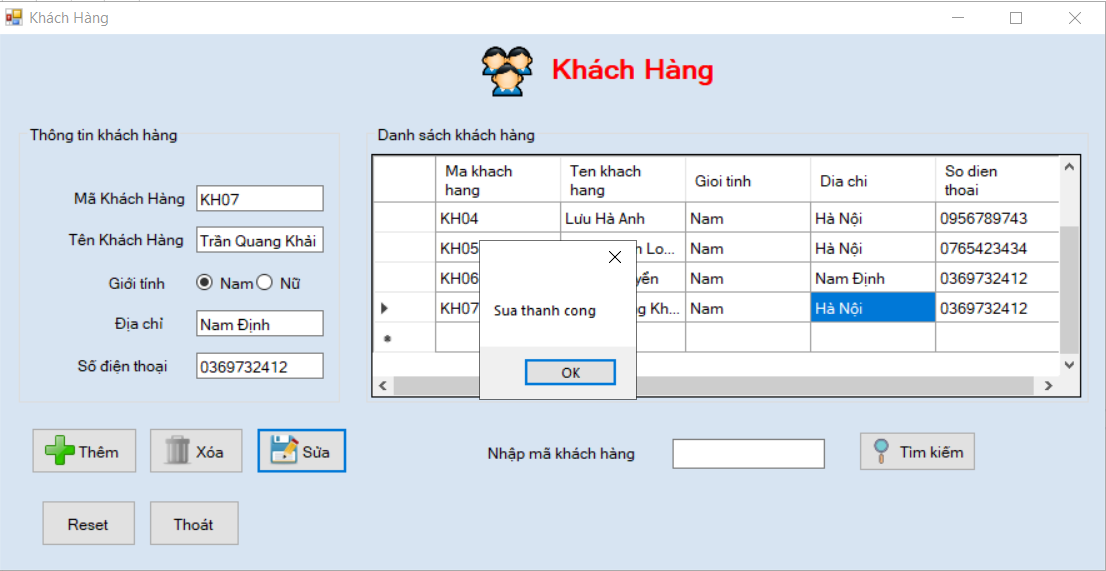 Khách Hàng
Khách Hàng
Thông tin khách hàng
Mã Khách Hàng KH07
Tên Khách Hàng Trần Quang Khải
Giới tính Nam Nữ
Địa chỉ Nam Định
Số điện thoại 0369732412
Danh sách khách hàng
Ma khach hang Ten khach hang Gioi tinh Dia chi So dien thoai
KH04 Lưu Hà Anh Nam Hà Nội 0956789743
KH05 Lo... Nam Hà Nội 0765423434
KH06 Nam Nam Định 0369732412
KH07 Kh... Nam Hà Nội 0369732412
Sua thanh cong
OK
Thêm Xóa Sửa
Nhập mã khách hàng Tìm kiếm
Reset Thoát